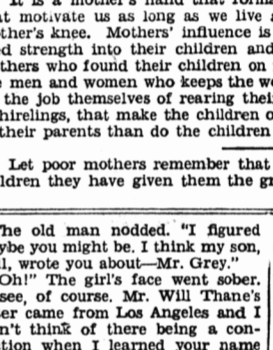 It is a mother's hand that
at motivate us as long as we live
other's knee. Mothers' influence is
ed strength into their children and
thers who found their children on
men and women who keeps the
the job themselves of rearing their
hirelings, that make the children
their parents than do the children
Let poor mothers remember that
ldren they have given them the
The old man nodded. "I figured
ybe you might be. I think my son,
wrote you about—Mr. Grey."
Oh!" The girl's face went sober.
see, of course. Mr. Will Thane's
er came from Los Angeles and I
n't think of there being a con-
tion when I learned your name